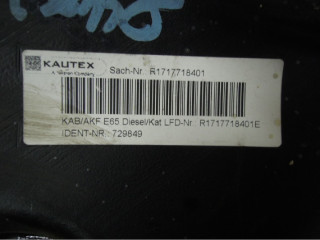 KAUTEX
Sach-Nr. R1717718401
KAB/AKF E65 Diesel/Kat LFD-Nr. R1717718401E
IDENT-NR. 729849